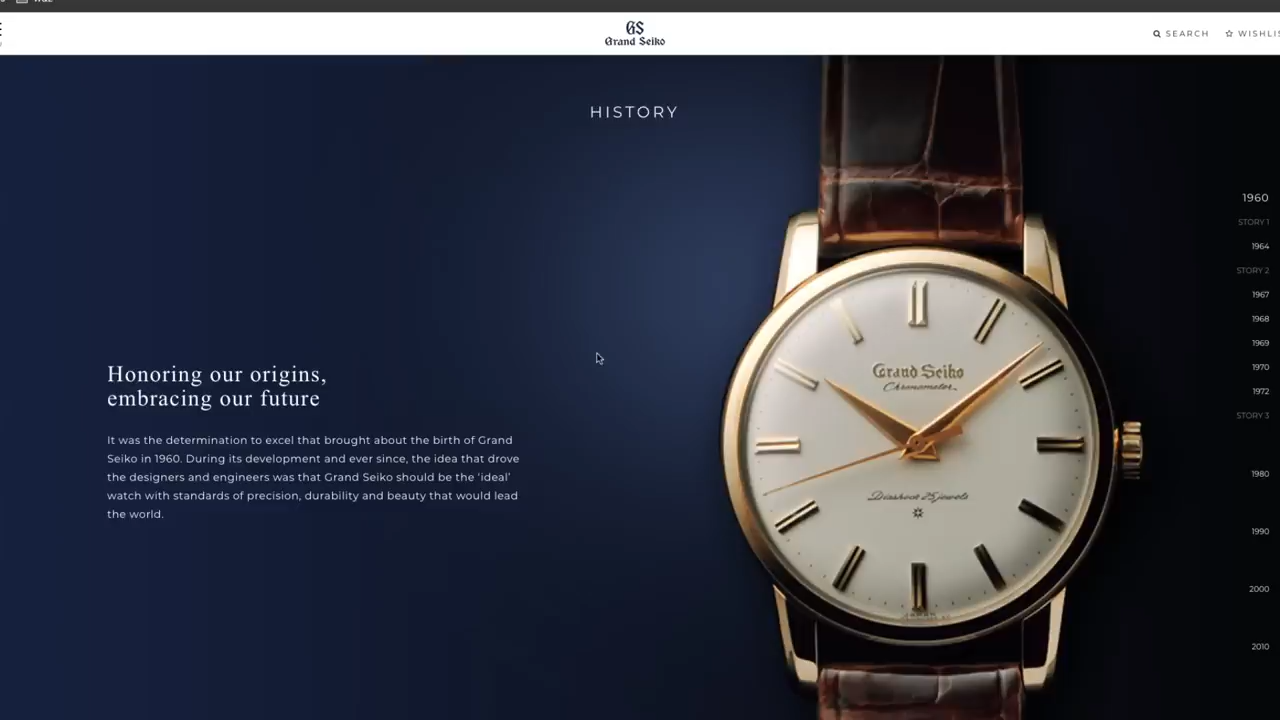 GS
Grand Seiko
SEARCH
HISTORY
1960
STORY 1
1964
STORY 2
1967
1968
1969
1970
1972
STORY 3
1980
1990
2000
2010
Grand Seiko
Chronometer
Diashock 25 jewels
Honoring our origins,
embracing our future
It was the determination to excel that brought about the birth of Grand
Seiko in 1960. During its development and ever since, the idea that drove
the designers and engineers was that Grand Seiko should be the 'ideal'
watch with standards of precision, durability and beauty that would lead
the world.